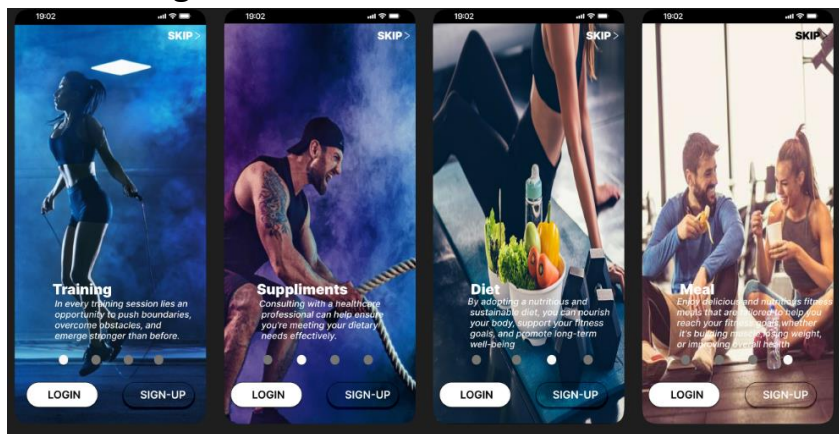 19:02
SKIP>
Training
In every training session lies an
opportunity to push boundaries,
overcome obstacles, and
emerge stronger than before.
LOGIN
SIGN-UP
19:02
SKIP>
Suppliments
Consulting with a healthcare
professional can help ensure
you're meeting your dietary
needs effectively.
LOGIN
SIGN-UP
19:02
SKIP>
Diet
By adopting a nutritious and
sustainable diet, you can nourish
your body, support your fitness
goals, and promote long-term
well-being
LOGIN
SIGN-UP
19:02
SKIP>
Meal
Enjoy delicious and nutritious fitness
meals that are tailored to help you
reach your fitness goals,whether
it's building muscle, losing weight,
or improving overall health
LOGIN
SIGN-UP